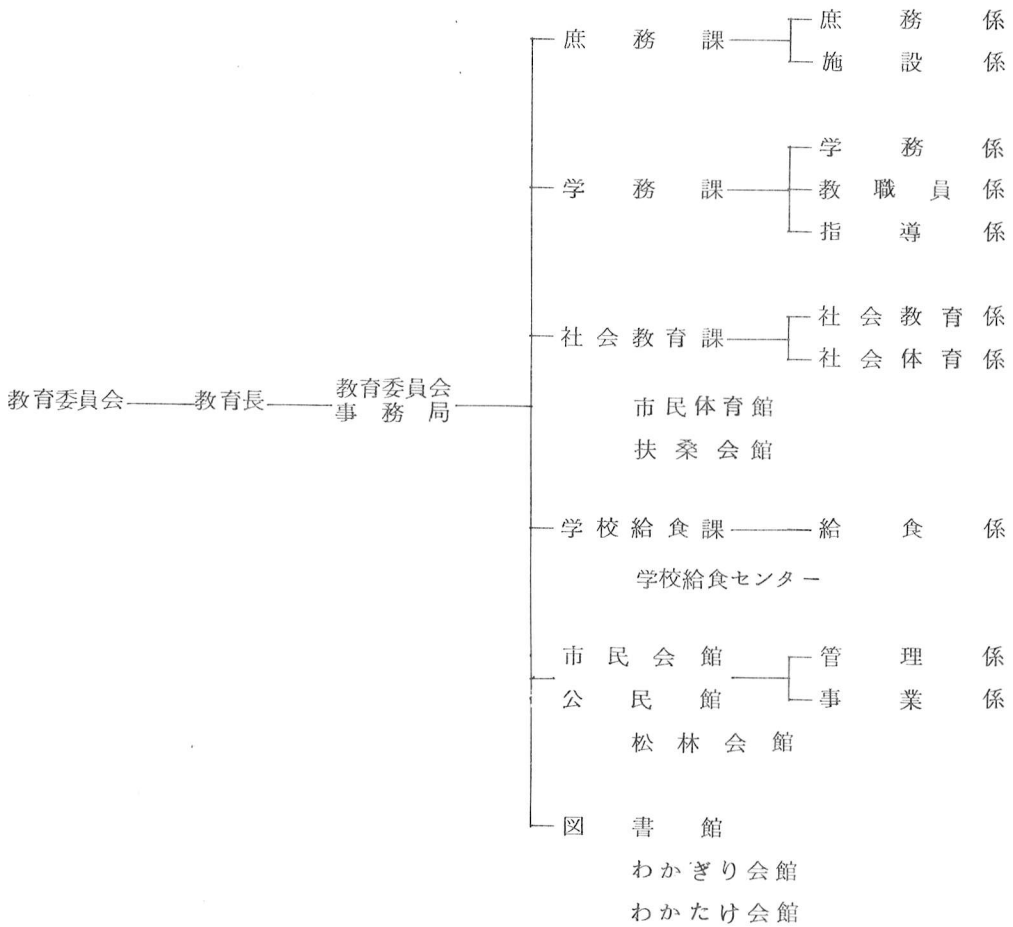 庶務課
庶務係
施設係
学務課
学務係
教職員係
指導係
社会教育課
社会教育係
社会体育係
教育委員会
教育長
教育委員会
事務局
市民体育館
扶桑会館
学校給食課
給食係
学校給食センター
市民会館
公民館
管理係
事業係
松林会館
図書館
わかぎり会館
わかたけ会館